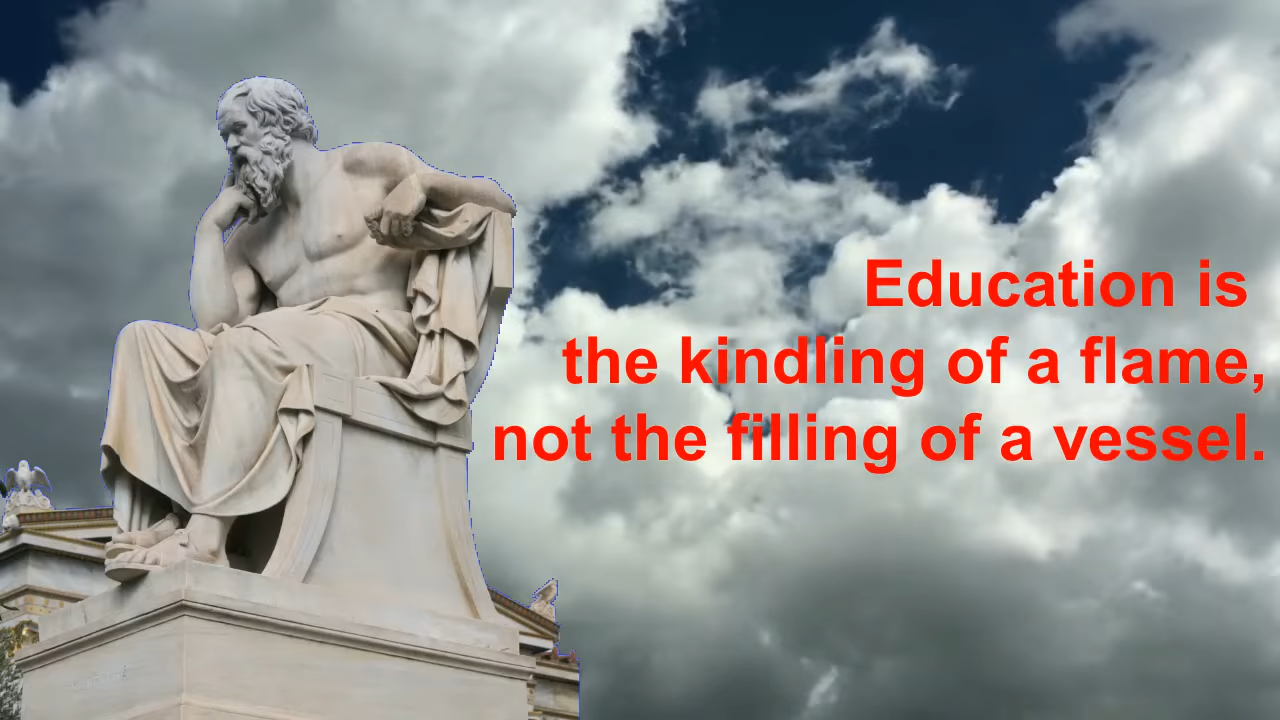 Education is
the kindling of a flame,
not the filling of a vessel.